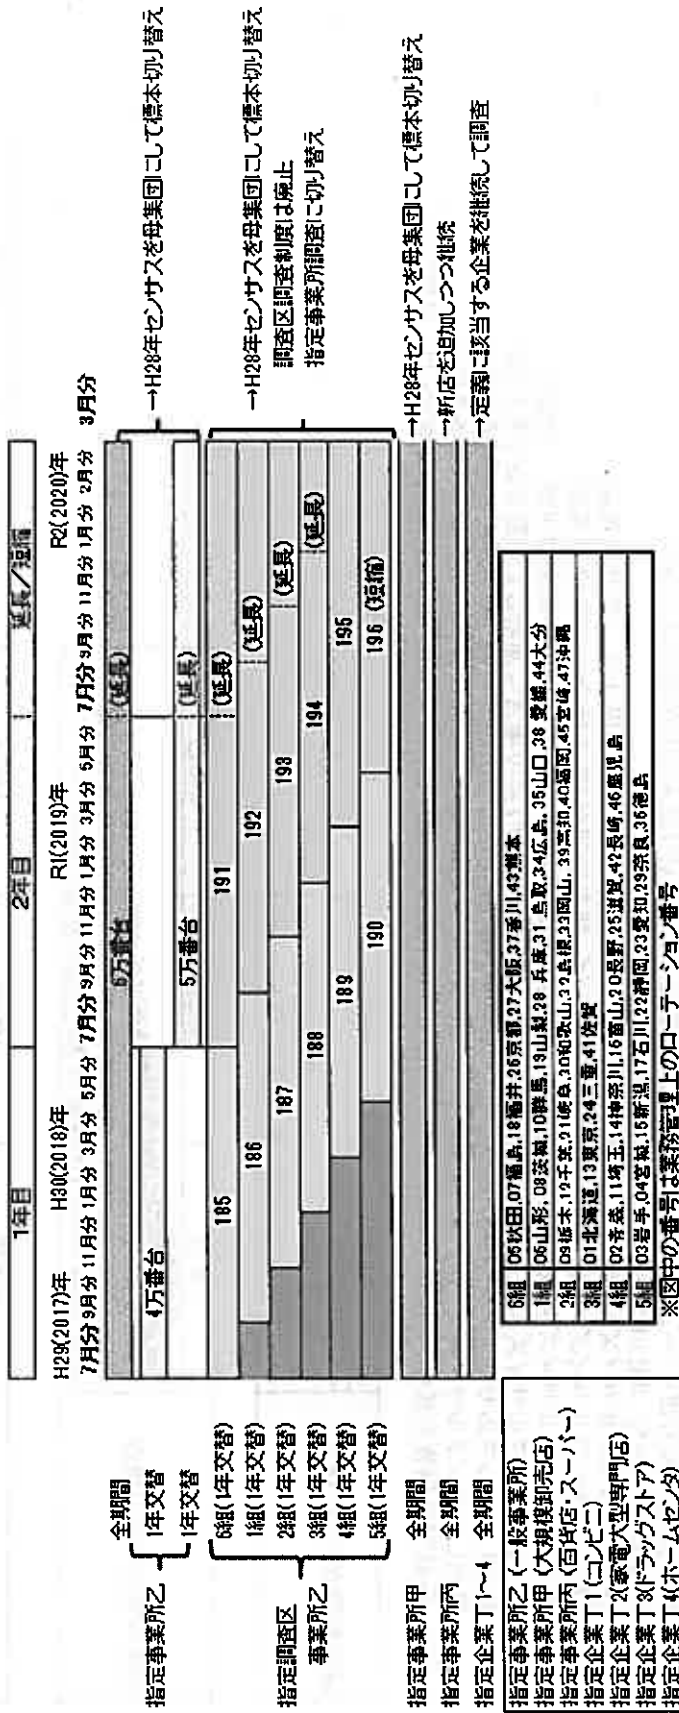 1年目 2年目 延長/短縮
H29(2017)年 H30(2018)年 R1(2019)年 R2(2020)年
7月分 9月分 11月分 1月分 3月分 5月分 7月分 9月分 11月分 1月分 3月分 5月分 7月分 9月分 11月分 1月分 2月分 3月分
指定事業所乙 全期間 6万番台 (延長)
1年交替 4万番台 →H28年センサスを母集団にして標本切り替え
1年交替 5万番台 (延長)
指定調査区
事業所乙
6組(1年交替) 185 191 (延長)
1組(1年交替) 186 192 (延長) →H28年センサスを母集団にして標本切り替え
2組(1年交替) 187 193 (延長) 調査区調査制度は廃止
3組(1年交替) 188 194 (延長) 指定事業所調査に切り替え
4組(1年交替) 189 195
5組(1年交替) 190 196 (短縮)
指定事業所甲 全期間 →H28年センサスを母集団にして標本切り替え
指定事業所丙 全期間 →新店を追加しつつ継続
指定企業丁1~4 全期間 →定義に該当する企業を継続して調査
指定事業所乙 (一般事業所)
指定事業所甲 (大規模卸売店)
指定事業所丙 (百貨店・スーパー)
指定企業丁1 (コンビニ)
指定企業丁2(家電大型専門店)
指定企業丁3(ドラッグストア)
指定企業丁4(ホームセンタ)
6組 05秋田,07福島,18福井,26京都,27大阪,37香川,43熊本
1組 06山形, 08茨城,10群馬,19山梨,28 兵庫,31 鳥取,34広島, 35山口,38 愛媛,44大分
2組 09栃木,12千葉,21岐阜,30和歌山,32島根,33岡山, 39高知,40福岡,45宮崎,47沖縄
3組 01北海道,13東京,24三重,41佐賀
4組 02青森,11埼玉,14神奈川,16富山,20長野,25滋賀,42長崎,46鹿児島
5組 03岩手,04宮城,15新潟,17石川,22静岡,23愛知,29奈良,36徳島
※図中の番号は業務管理上のローテーション番号